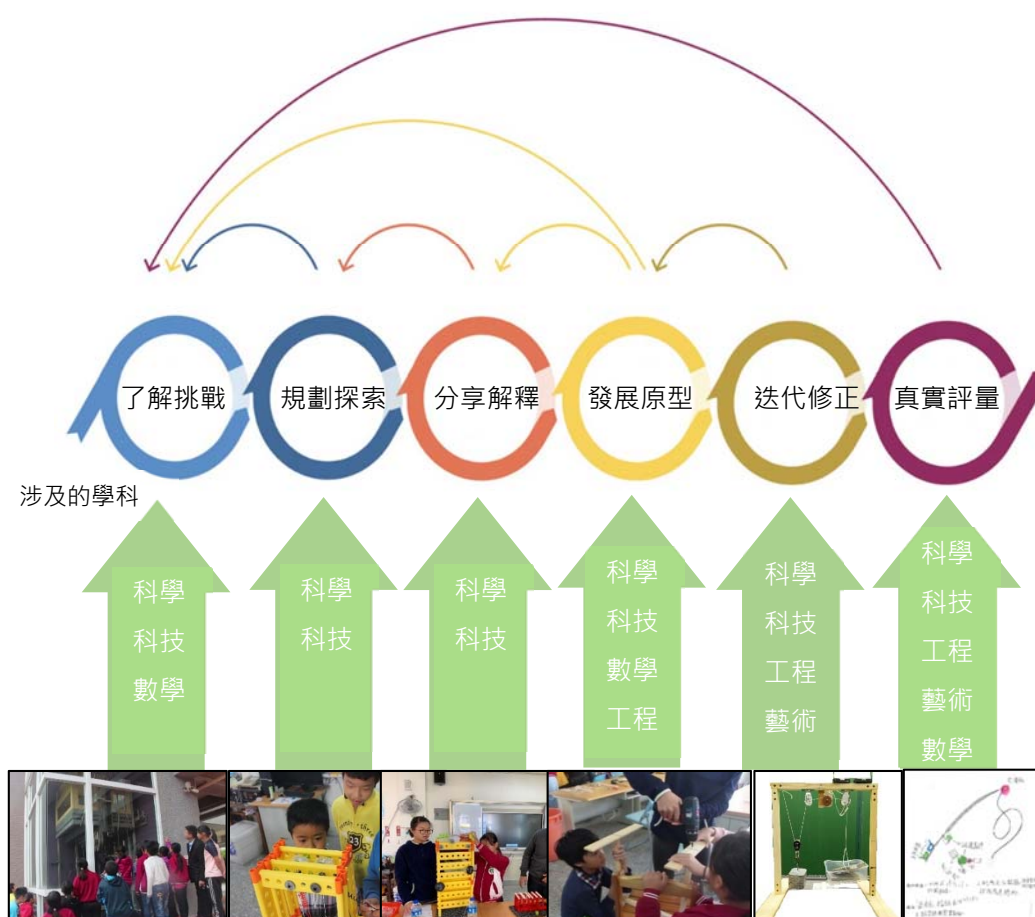 了解挑戰
規劃探索
分享解釋
發展原型
迭代修正
真實評量
涉及的學科
科學
科技
數學
科學
科技
科學
科技
科學
科技
數學
工程
科學
科技
工程
藝術
科學
科技
工程
藝術
數學